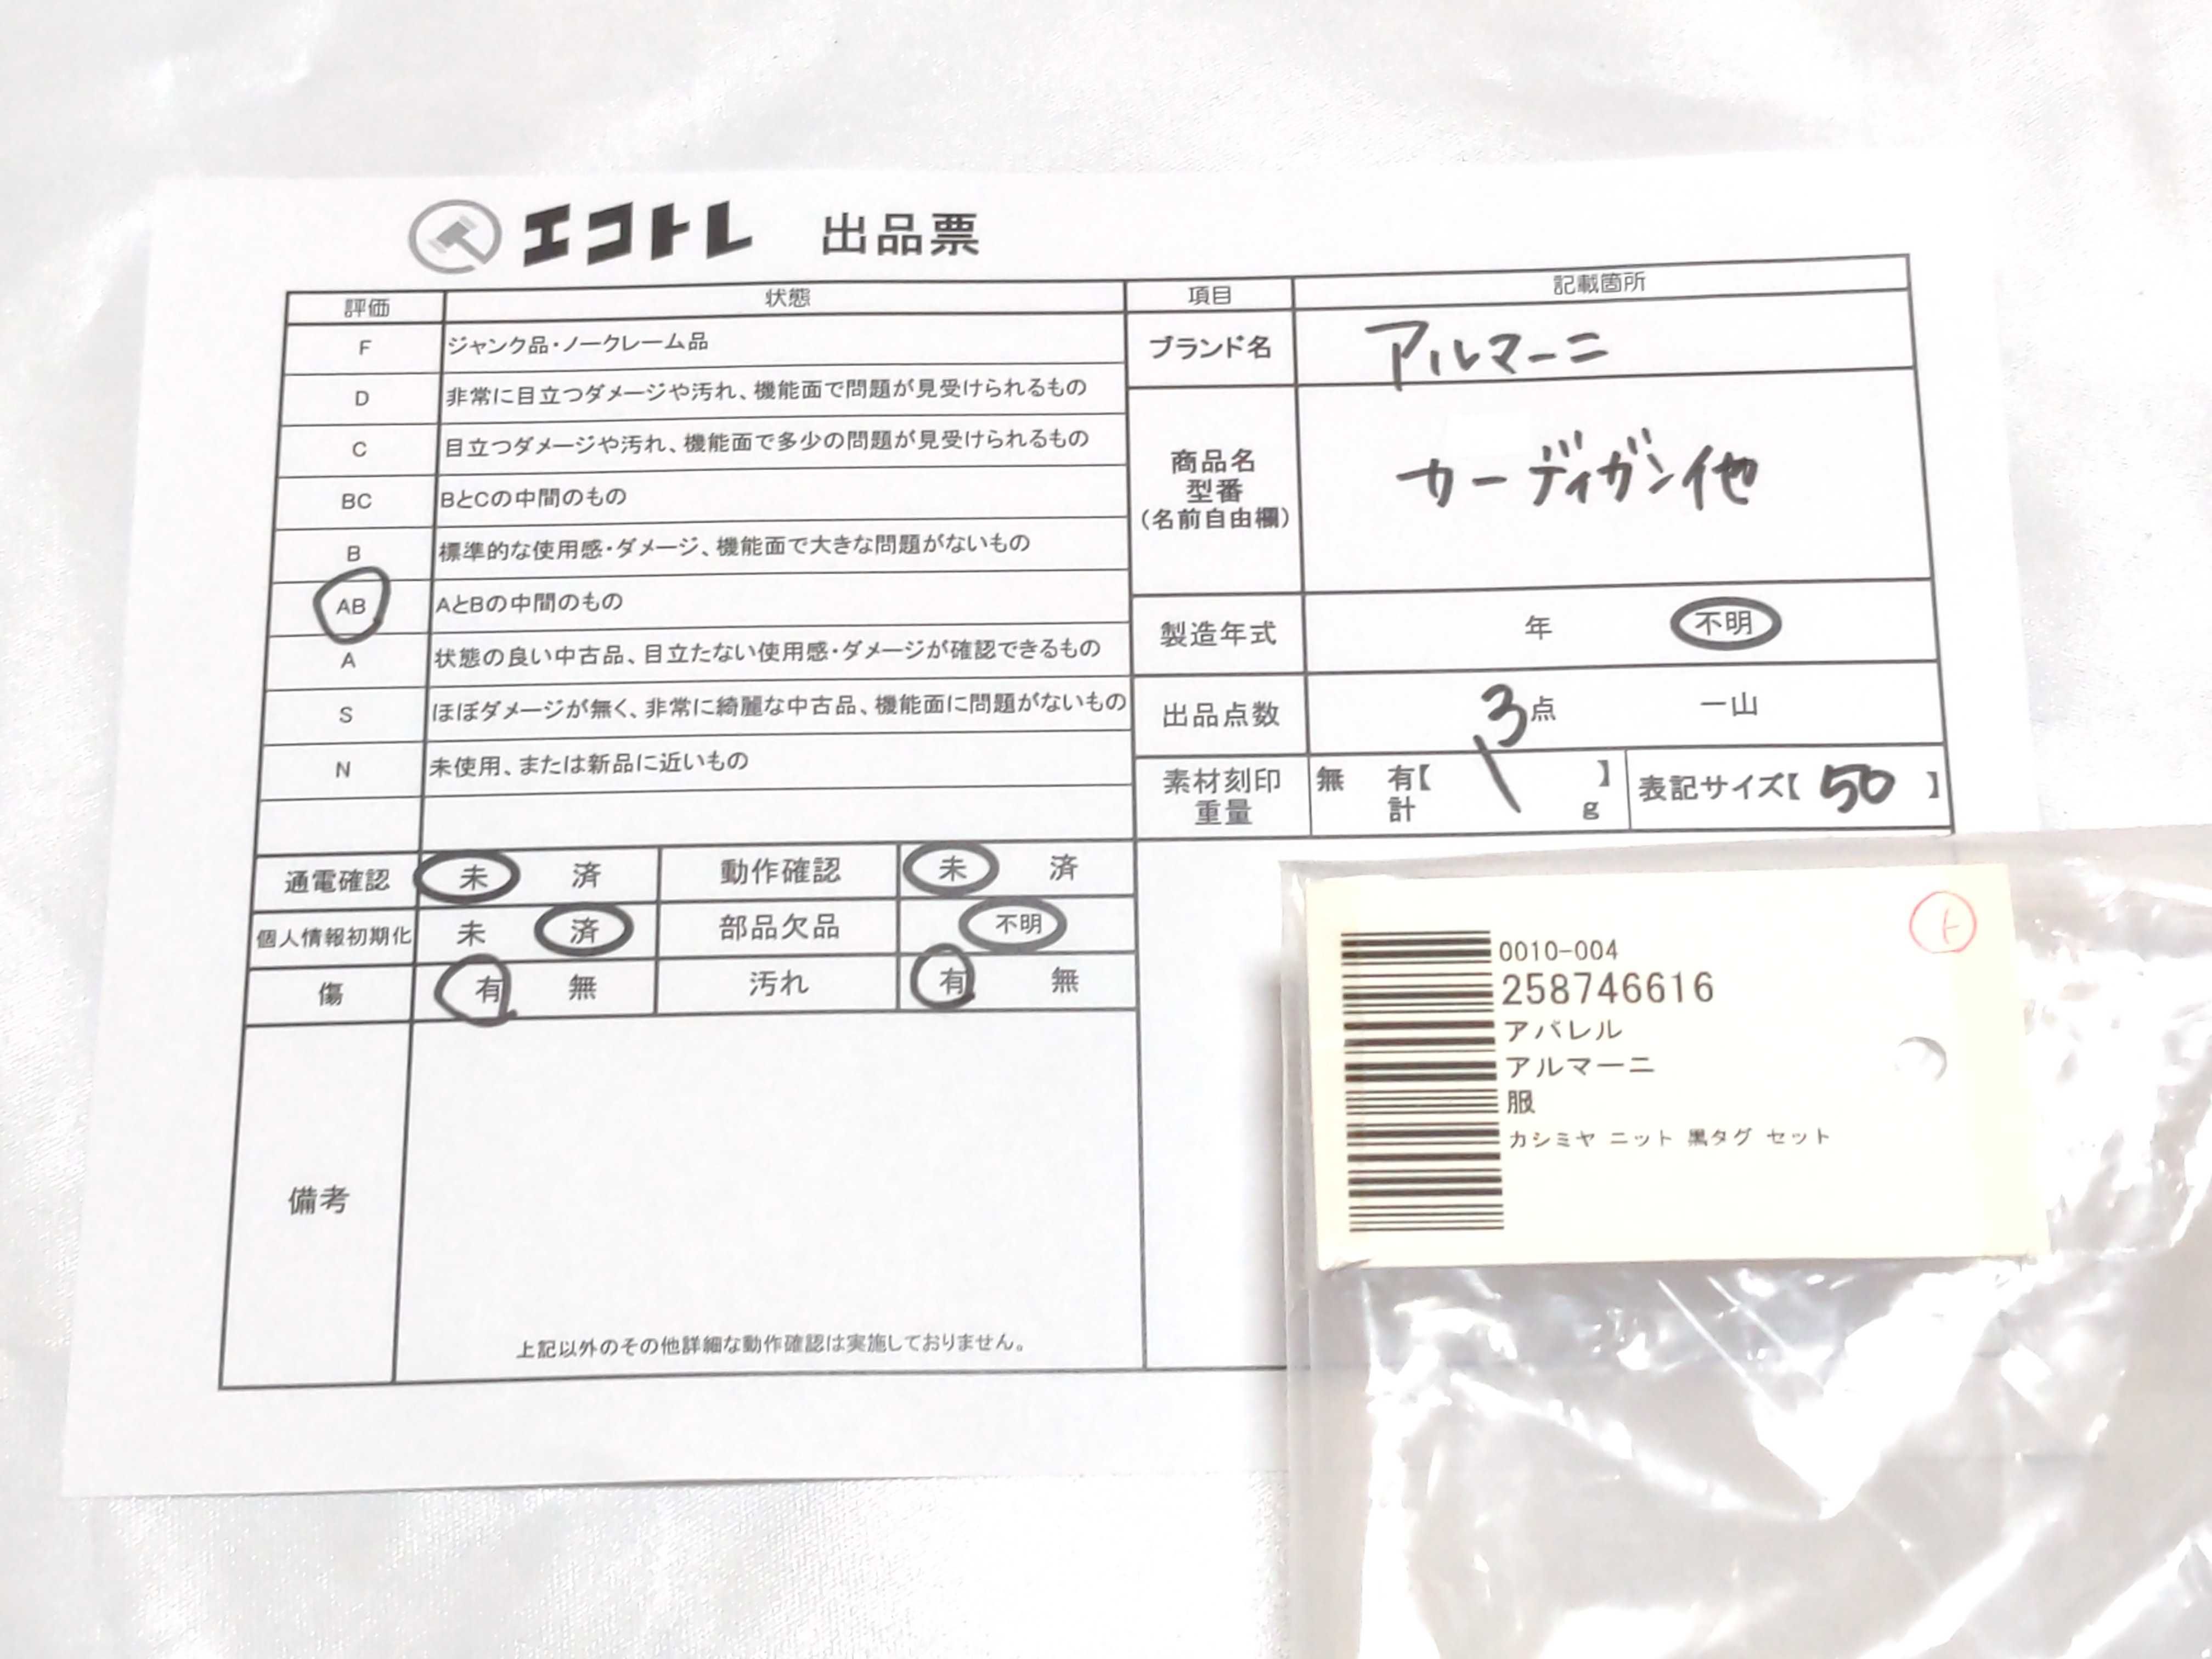 エコトレ 出品票
評価 状態 項目 記載箇所
F ジャンク品・ノークレーム品
D 非常に目立つダメージや汚れ、機能面で問題が見受けられるもの
C 目立つダメージや汚れ、機能面で多少の問題が見受けられるもの
BC BとCの中間のもの
B 標準的な使用感・ダメージ、機能面で大きな問題がないもの
AB AとBの中間のもの
A 状態の良い中古品、目立たない使用感・ダメージが確認できるもの
S ほぼダメージが無く、非常に綺麗な中古品、機能面に問題がないもの
N 未使用、または新品に近いもの
ブランド名 アルマーニ
商品名
型番
(名前自由欄)
カーディガン他
製造年式 年 不明
出品点数 3点 一山
素材刻印 無 有【 】
重量 計 g
表記サイズ【 50 】
通電確認 未 済 動作確認 未 済
個人情報初期化 未 済 部品欠品 不明
傷 有 無 汚れ 有 無
備考
上記以外のその他詳細な動作確認は実施しておりません。
0010-004
258746616
アパレル
アルマーニ
服
カシミヤ ニット 黒タグ セット